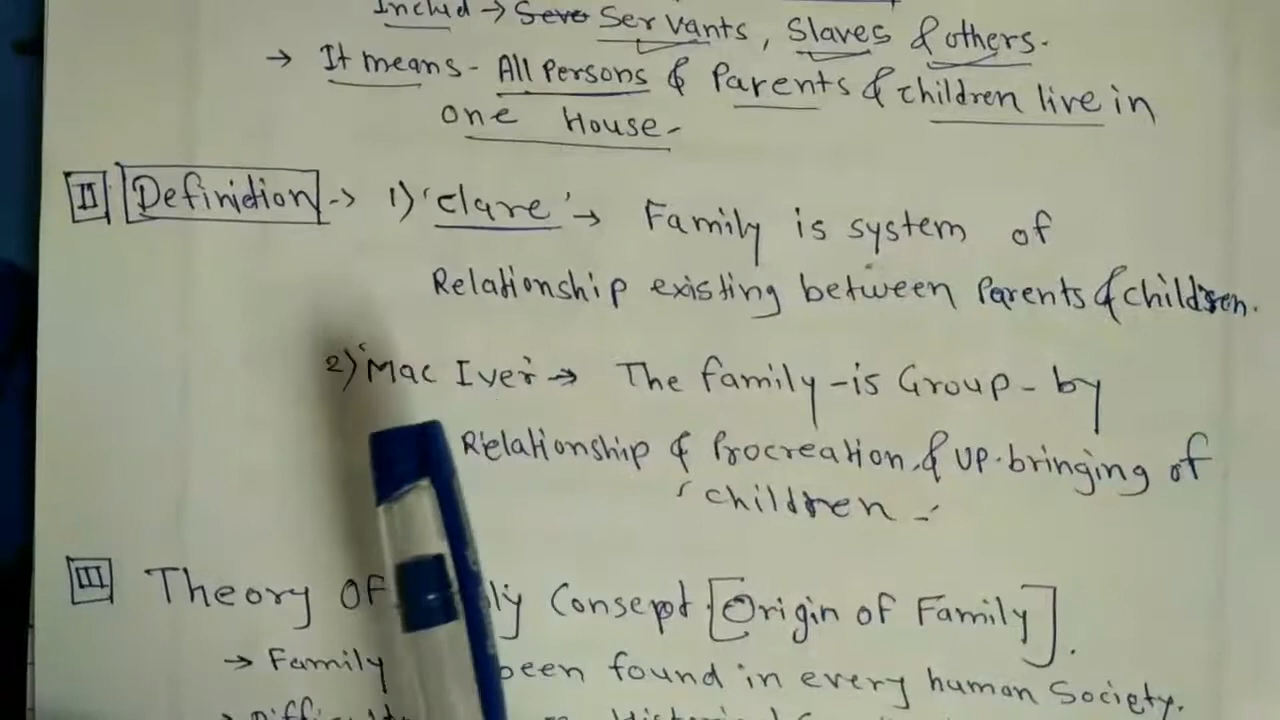 Includ → Servants, Slaves & others.
→ It means - All Persons & Parents & children live in
one House -
II Definition -> 1) 'clare' → Family is system of
Relationship existing between Parents & children.
2) 'Mac Iver → The family - is Group - by
Relationship & Procreation, & up-bringing of
children -
III Theory OF ly Consept [Origin of Family].
→ Family been found in every human Society.